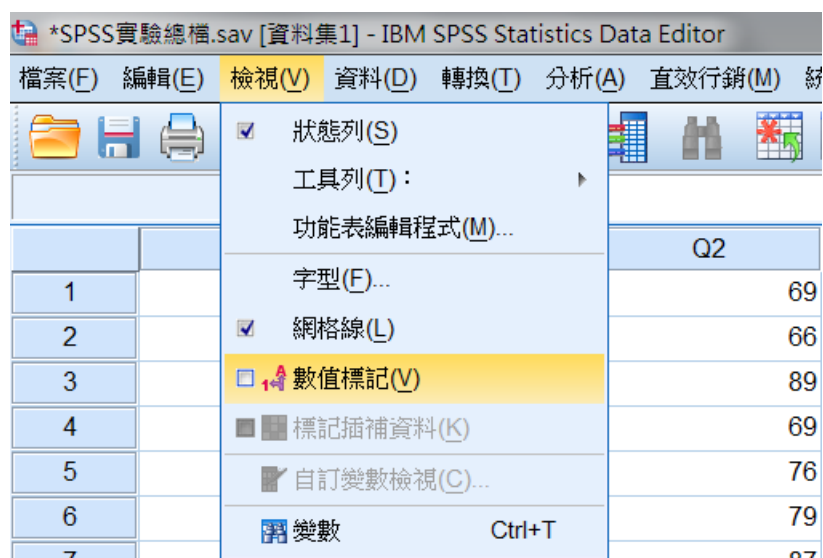 *SPSS實驗總檔.sav [資料集1] - IBM SPSS Statistics Data Editor
檔案(F) 編輯(E) 檢視(V) 資料(D) 轉換(T) 分析(A) 直效行銷(M)
狀態列(S)
工具列(T)：
功能表編輯程式(M)...
字型(F)...
網格線(L)
數值標記(V)
標記插補資料(K)
自訂變數檢視(C)...
變數 Ctrl+T
Q2
1 69
2 66
3 89
4 69
5 76
6 79